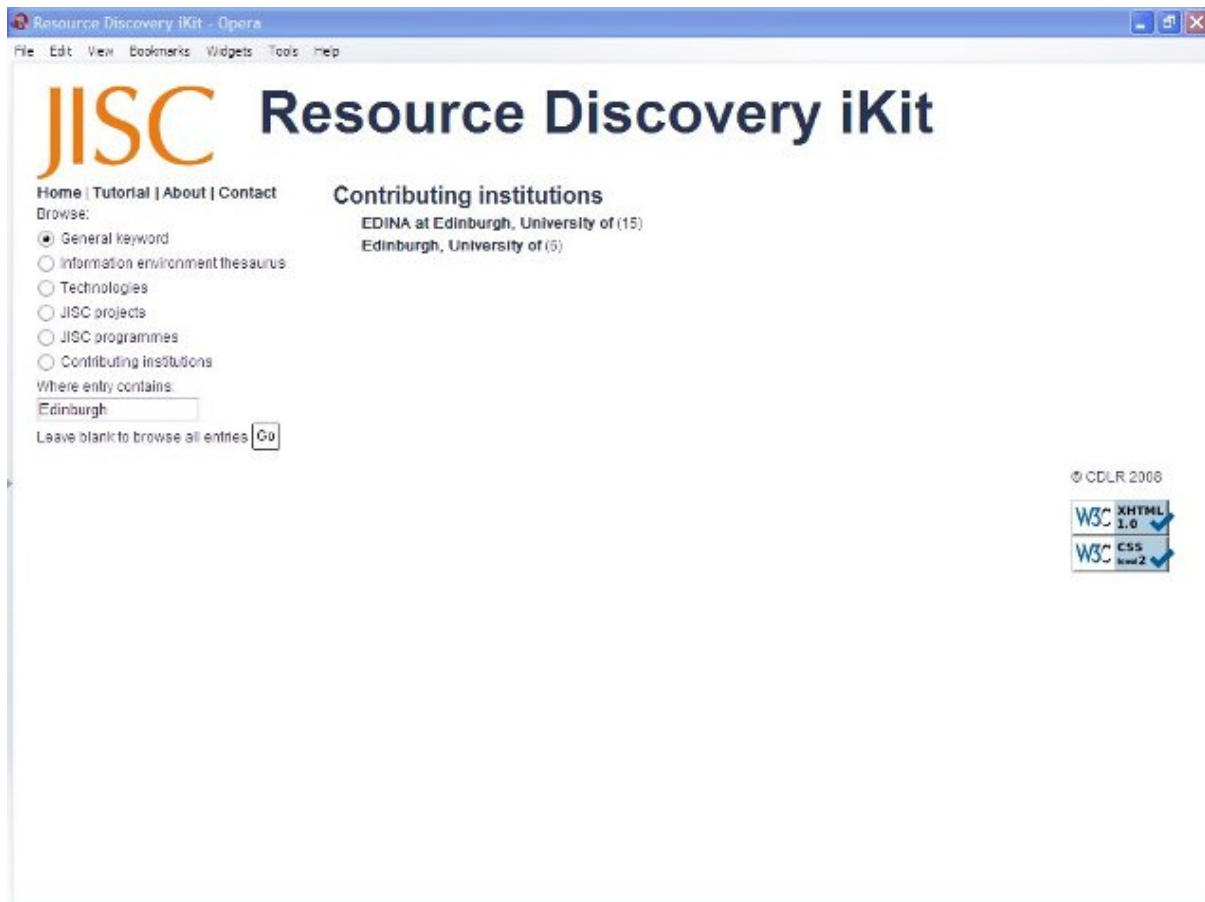 Resource Discovery iKit - Opera
File Edit View Bookmarks Widgets Tools Help
JISC Resource Discovery iKit
Home | Tutorial | About | Contact
Browse:
General keyword
Information environment thesaurus
Technologies
JISC projects
JISC programmes
Contributing institutions
Where entry contains:
Edinburgh
Leave blank to browse all entries Go
Contributing institutions
EDINA at Edinburgh, University of (15)
Edinburgh, University of
© CDLR 2008
W3C XHTML 1.0
W3C CSS level 2